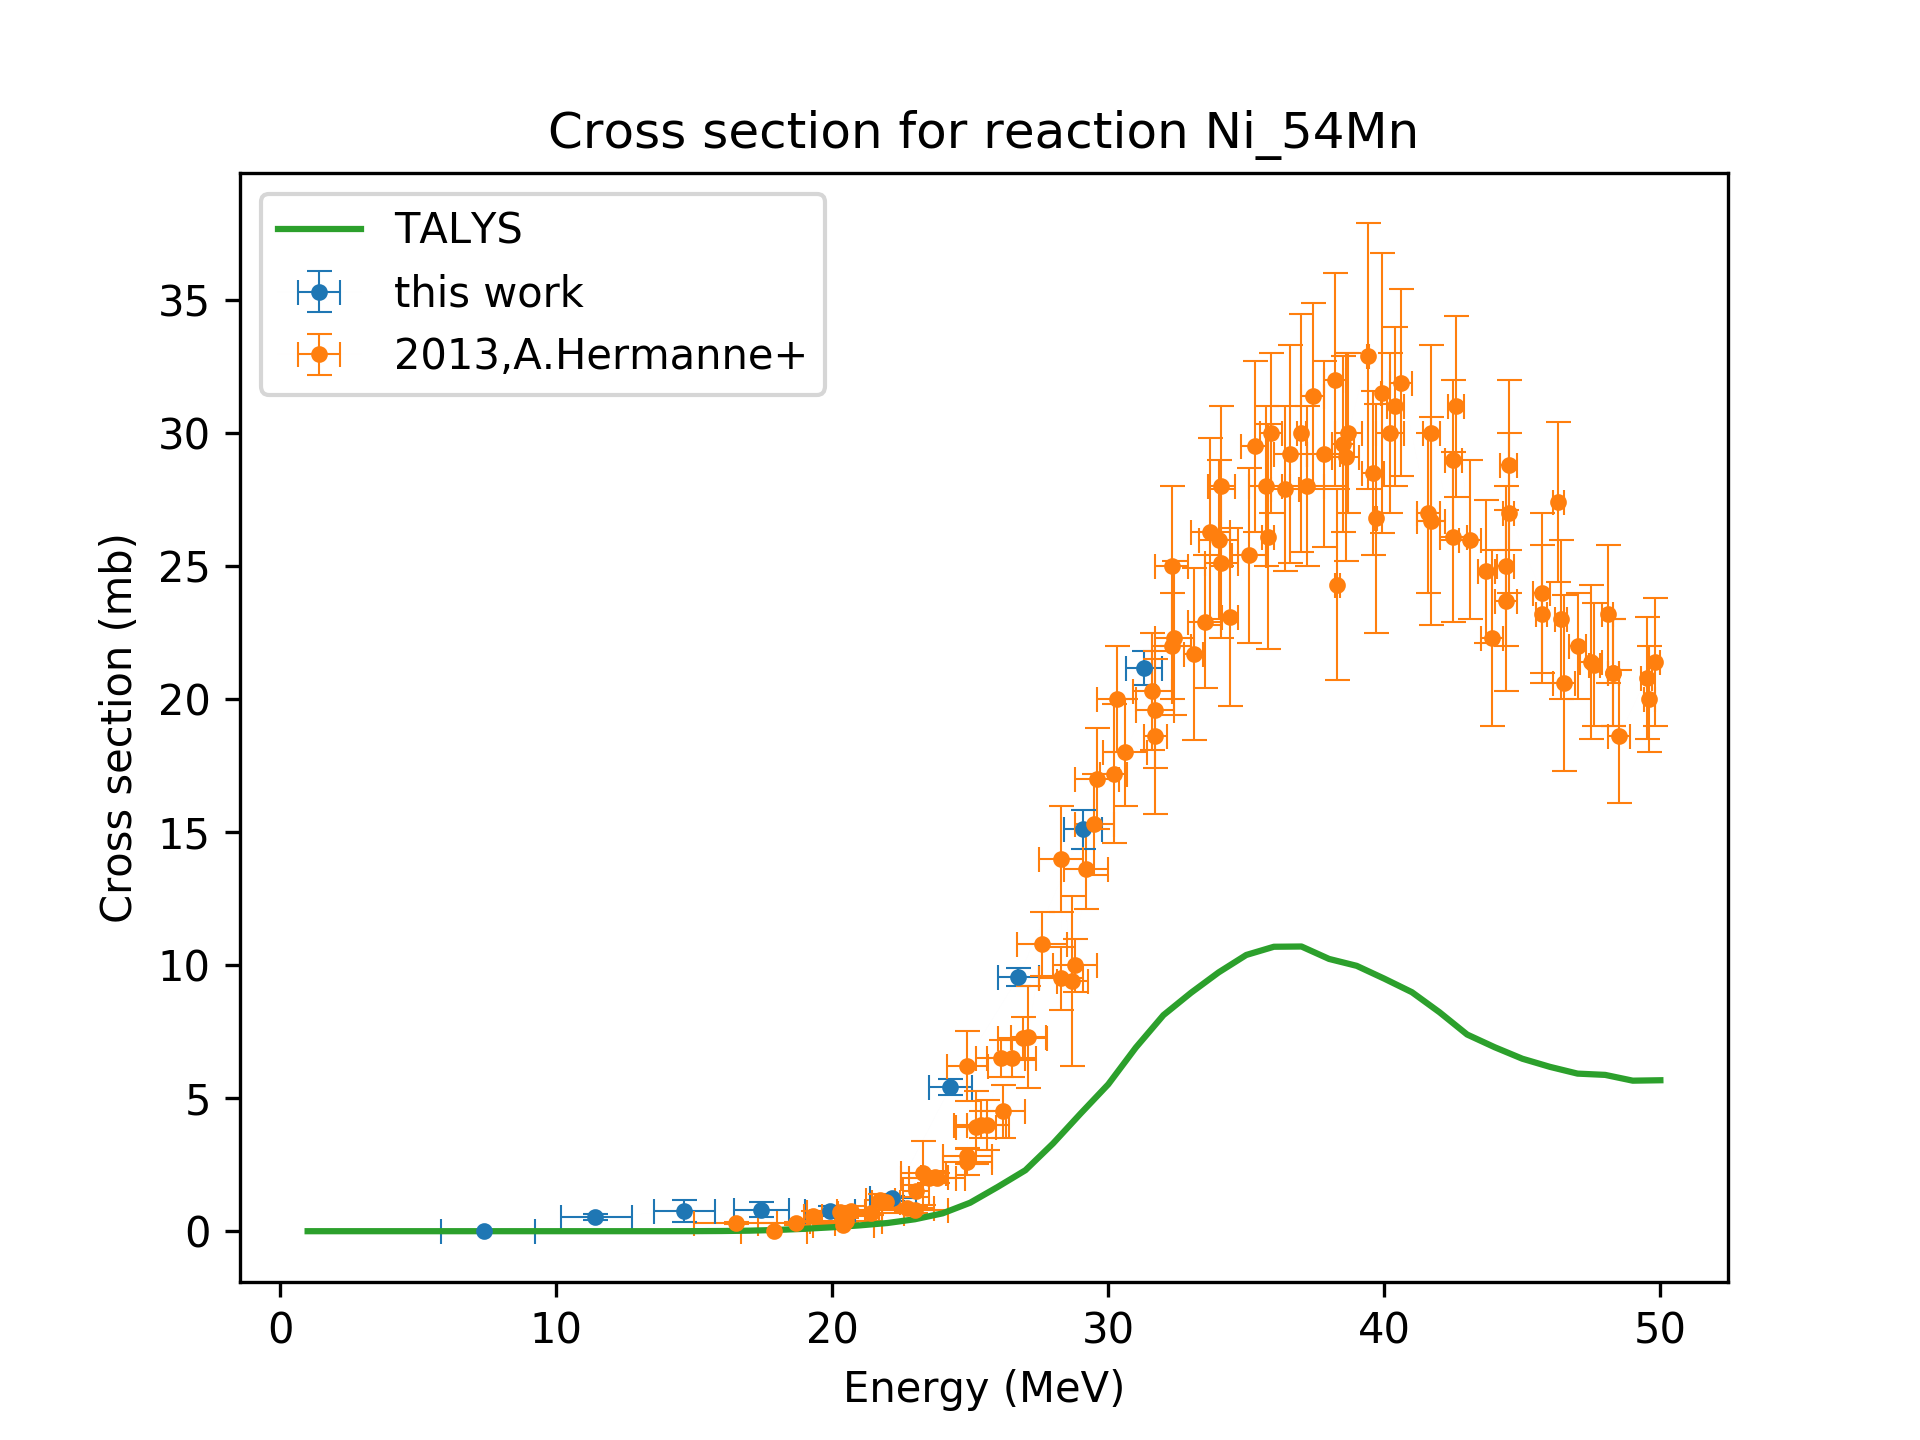 Cross section for reaction Ni_54Mn
TALYS
this work
2013,A.Hermanne+
35
30
25
20
15
10
5
0
Cross section (mb)
0 10 20 30 40 50
Energy (MeV)